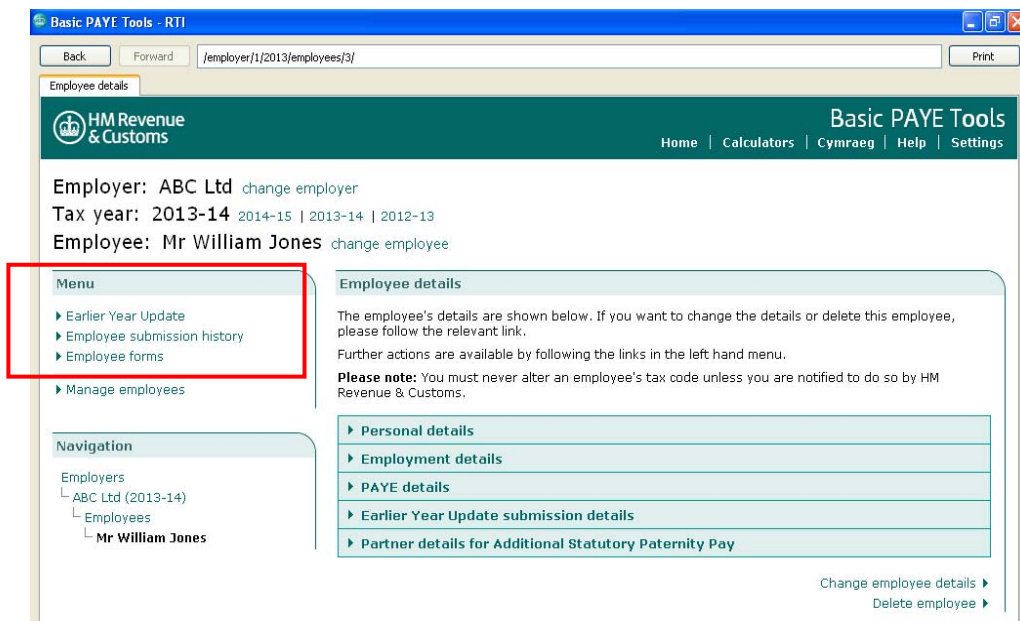 Basic PAYE Tools - RTI
Back Forward /employer/1/2013/employees/3/ Print
Employee details
HM Revenue
& Customs
Basic PAYE Tools
Home | Calculators | Cymraeg | Help | Settings
Employer: ABC Ltd change employer
Tax year: 2013-14 2014-15 | 2013-14 | 2012-13
Employee: Mr William Jones change employee
Menu
Earlier Year Update
Employee submission history
Employee forms
Manage employees
Navigation
Employers
ABC Ltd (2013-14)
Employees
Mr William Jones
Employee details
The employee's details are shown below. If you want to change the details or delete this employee,
please follow the relevant link.
Further actions are available by following the links in the left hand menu.
Please note: You must never alter an employee's tax code unless you are notified to do so by HM
Revenue & Customs.
Personal details
Employment details
PAYE details
Earlier Year Update submission details
Partner details for Additional Statutory Paternity Pay
Change employee details
Delete employee